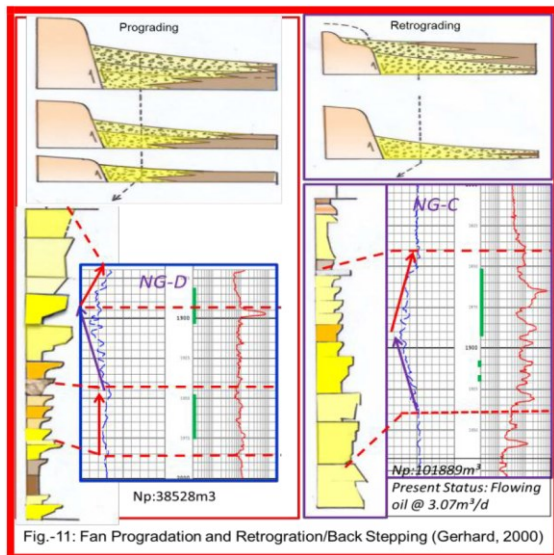 Prograding
Retrograding
NG-D
NG-C
1900
1900
Np:38528m3
Np:101889m³
Present Status: Flowing
oil @ 3.07m³/d
Fig.-11: Fan Progradation and Retrogration/Back Stepping (Gerhard, 2000)